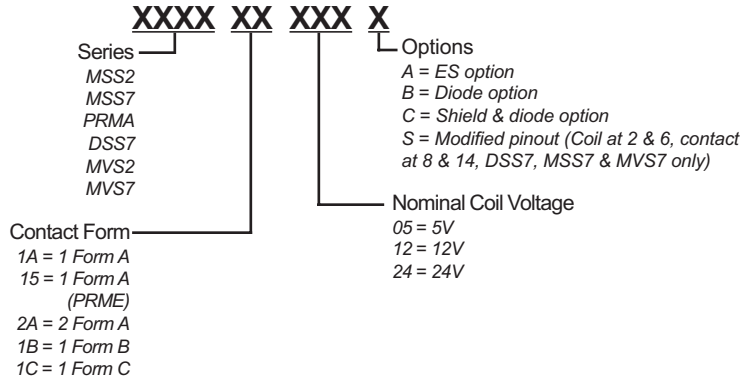 XXXX XX XXX X
Series
MSS2
MSS7
PRMA
DSS7
MVS2
MVS7
Contact Form
1A = 1 Form A
15 = 1 Form A
(PRME)
2A = 2 Form A
1B = 1 Form B
1C = 1 Form C
Options
A = ES option
B = Diode option
C = Shield & diode option
S = Modified pinout (Coil at 2 & 6, contact
at 8 & 14, DSS7, MSS7 & MVS7 only)
Nominal Coil Voltage
05 = 5V
12 = 12V
24 = 24V